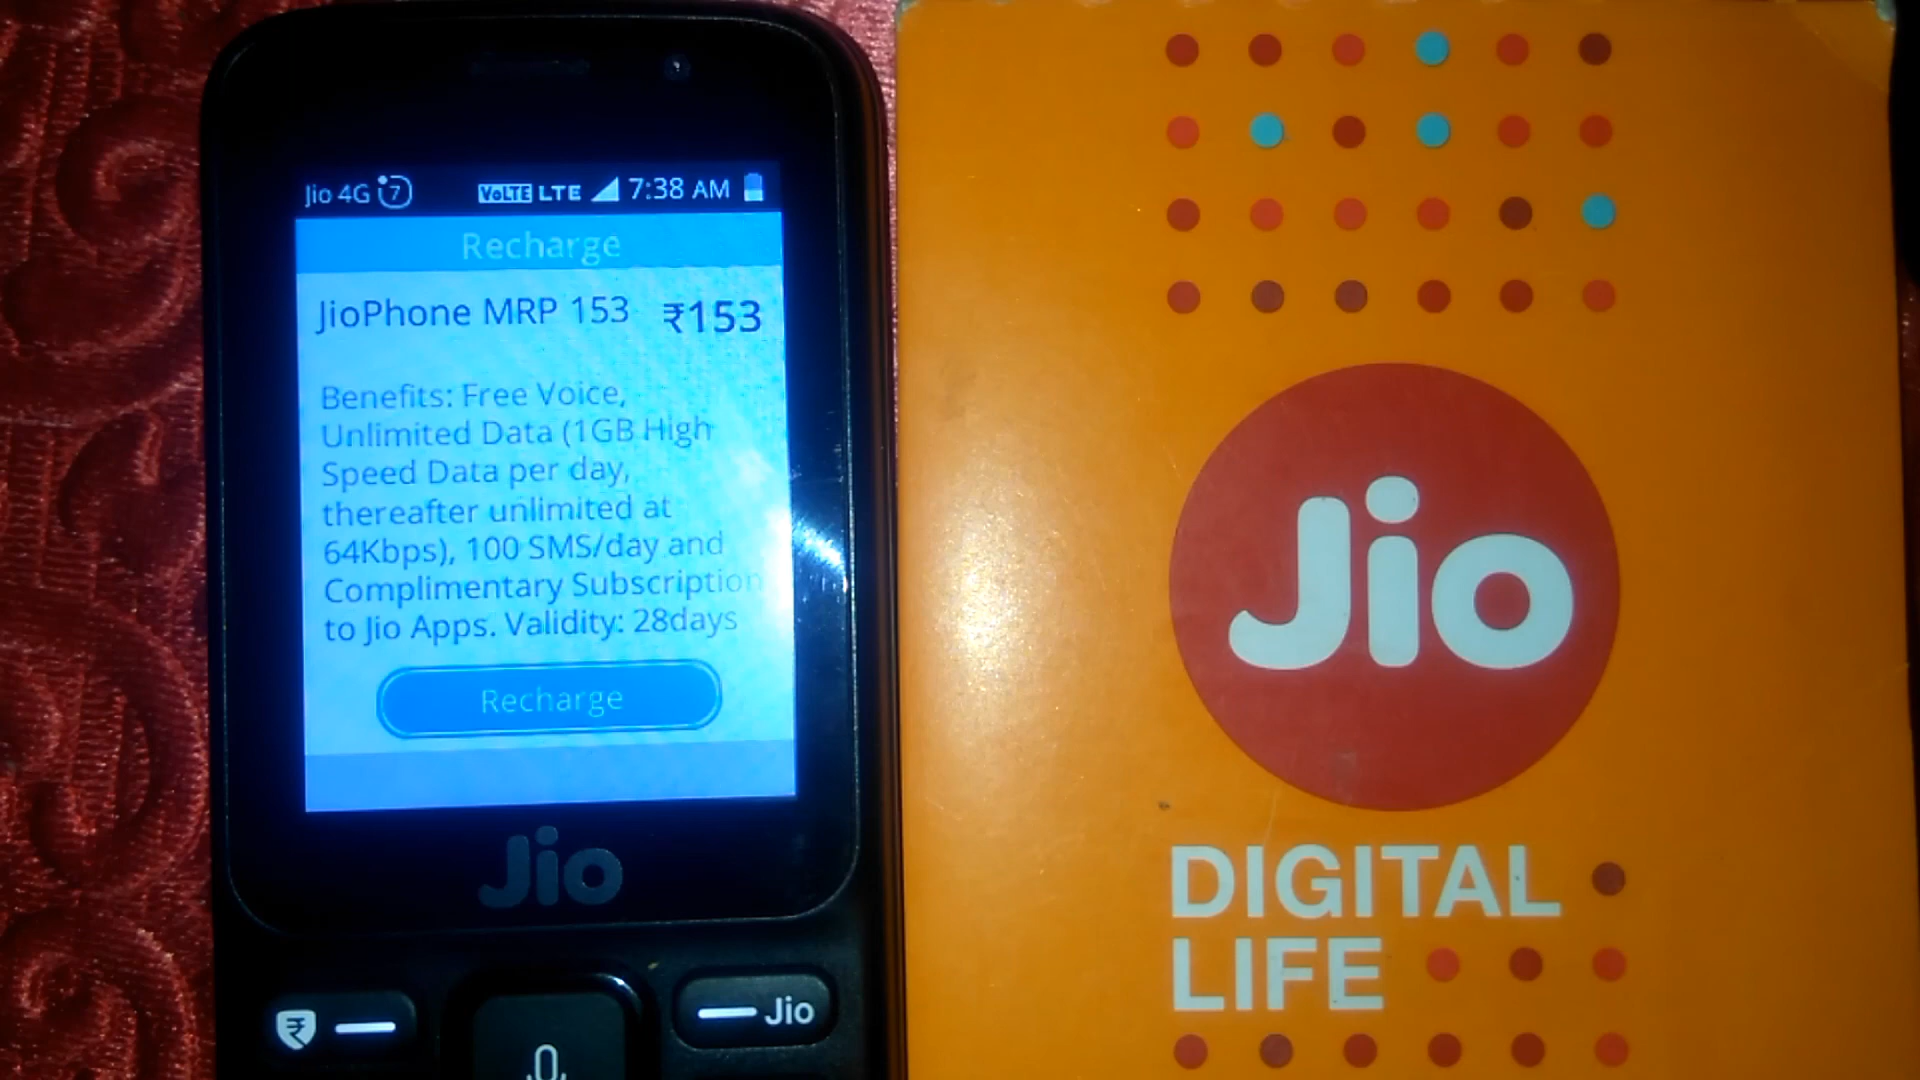 Jio 4G 7 VoLTE LTE 7:38 AM
Recharge
JioPhone MRP 153 ₹153
Benefits: Free Voice,
Unlimited Data (1GB High
Speed Data per day,
thereafter unlimited at
64Kbps), 100 SMS/day and
Complimentary Subscription
to Jio Apps. Validity: 28days
Recharge
Jio
₹
Jio
Jio
DIGITAL
LIFE